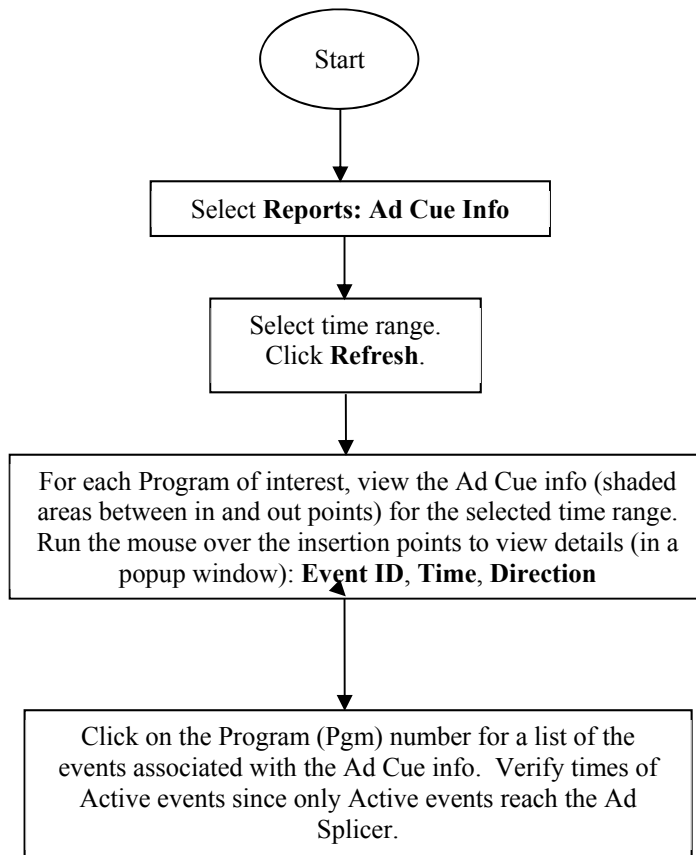 Start
Select Reports: Ad Cue Info
Select time range.
Click Refresh.
For each Program of interest, view the Ad Cue info (shaded
areas between in and out points) for the selected time range.
Run the mouse over the insertion points to view details (in a
popup window): Event ID, Time, Direction
Click on the Program (Pgm) number for a list of the
events associated with the Ad Cue info.  Verify times of
Active events since only Active events reach the Ad
Splicer.